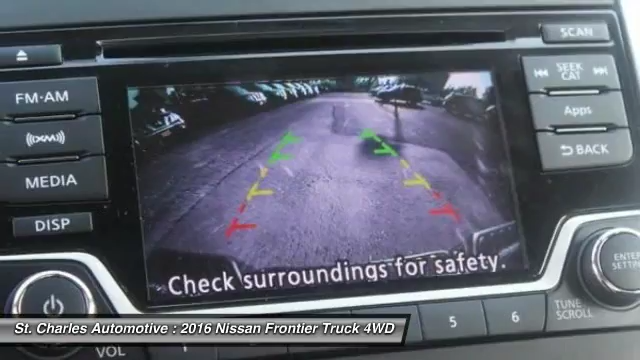 SCAN
FM·AM
SEEK
CAT
XM
Apps
MEDIA
BACK
DISP
Check surroundings for safety.
ENTER
SETTING
TUNE
SCROLL
St. Charles Automotive : 2016 Nissan Frontier Truck 4WD
5
6
VOL